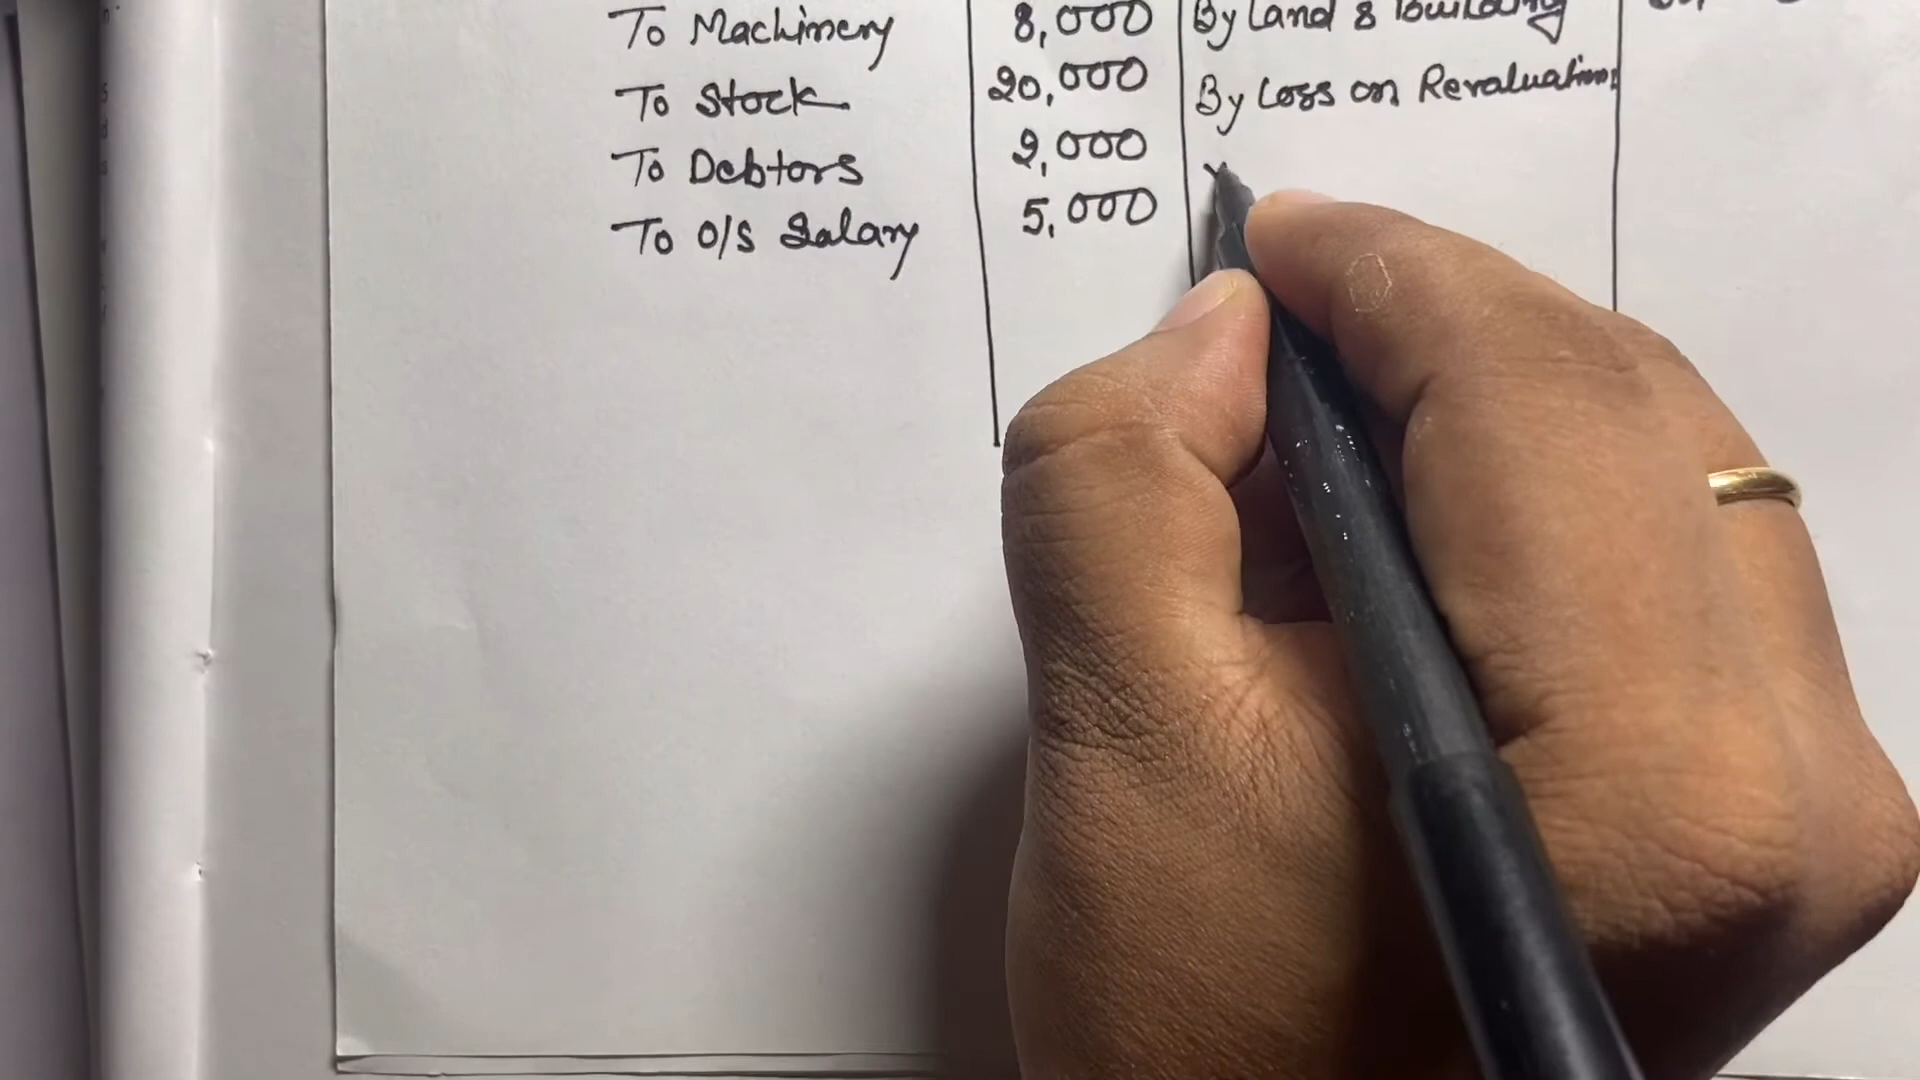 To Machinery 8,000 By Land & Building
To Stock 20,000 By Loss on Revaluation:
To Debtors 2,000
To O/S Salary 5,000